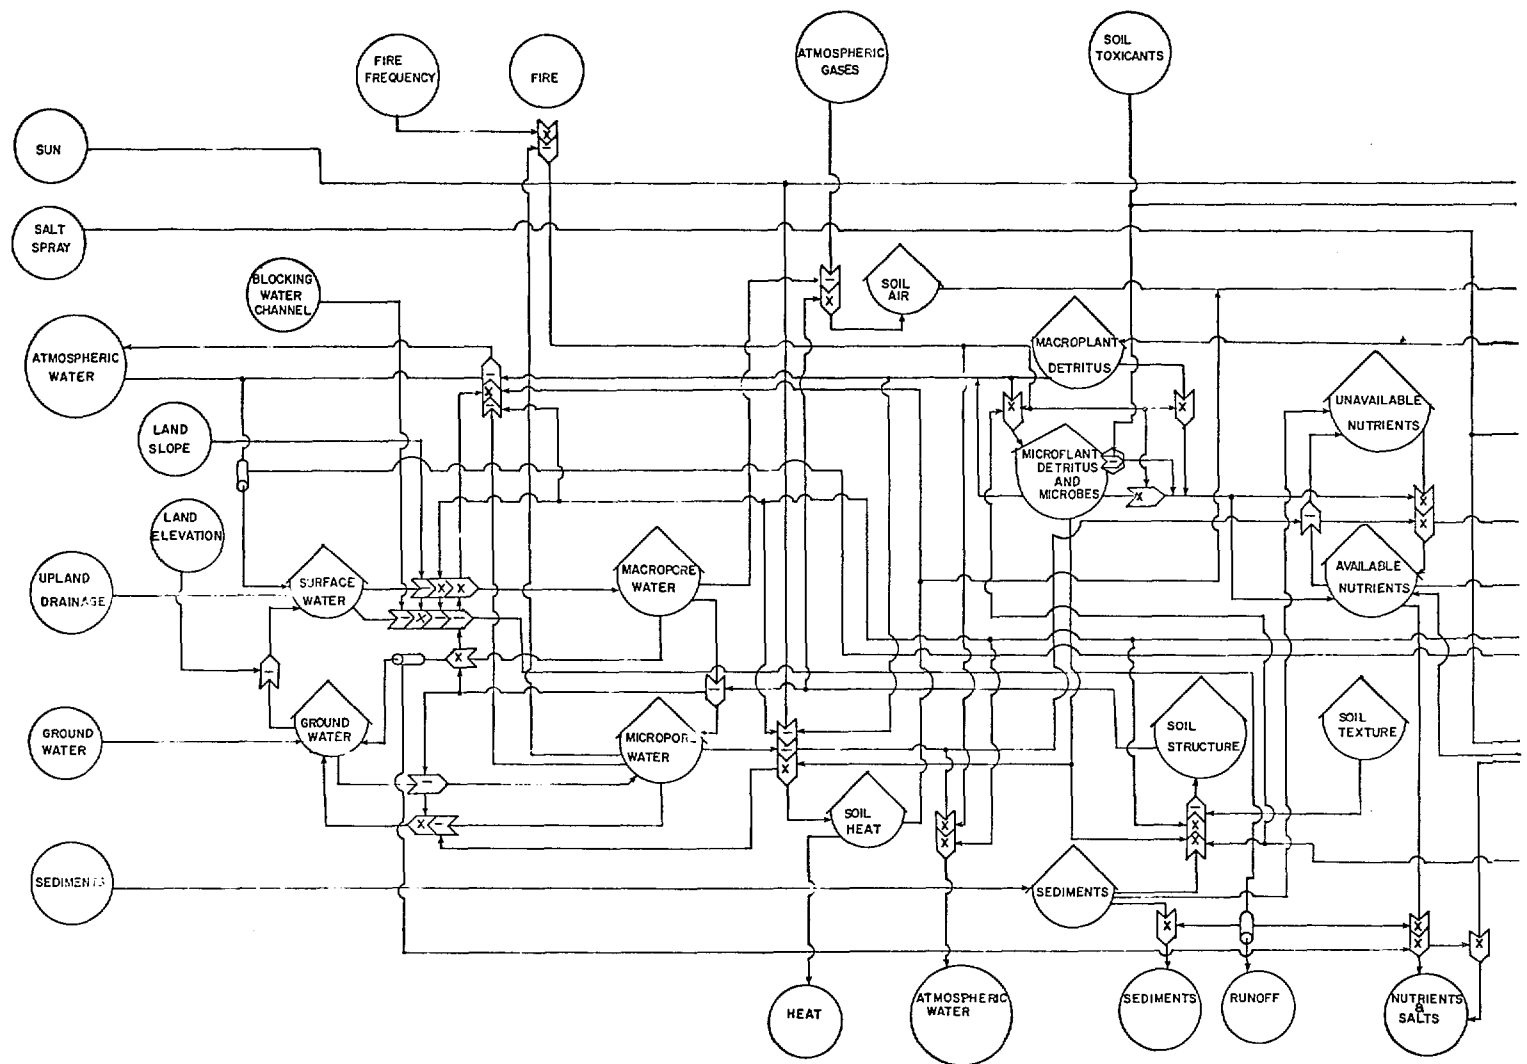 FIRE
FREQUENCY
FIRE
ATMOSPHERIC
GASES
SOIL
TOXICANTS
SUN
SALT
SPRAY
BLOCKING
WATER
CHANNEL
SOIL
AIR
ATMOSPHERIC
WATER
MACROPLANT
DETRITUS
LAND
SLOPE
UNAVAILABLE
NUTRIENTS
MICROFLANT
DETRITUS
AND
MICROBES
LAND
ELEVATION
UPLAND
DRAINAGE
SURFACE
WATER
MACROPORE
WATER
AVAILABLE
NUTRIENTS
GROUND
WATER
GROUND
WATER
MICROPORE
WATER
SOIL
STRUCTURE
SOIL
TEXTURE
SOIL
HEAT
SEDIMENTS
SEDIMENTS
HEAT
ATMOSPHERIC
WATER
SEDIMENTS
RUNOFF
NUTRIENTS
&
SALTS